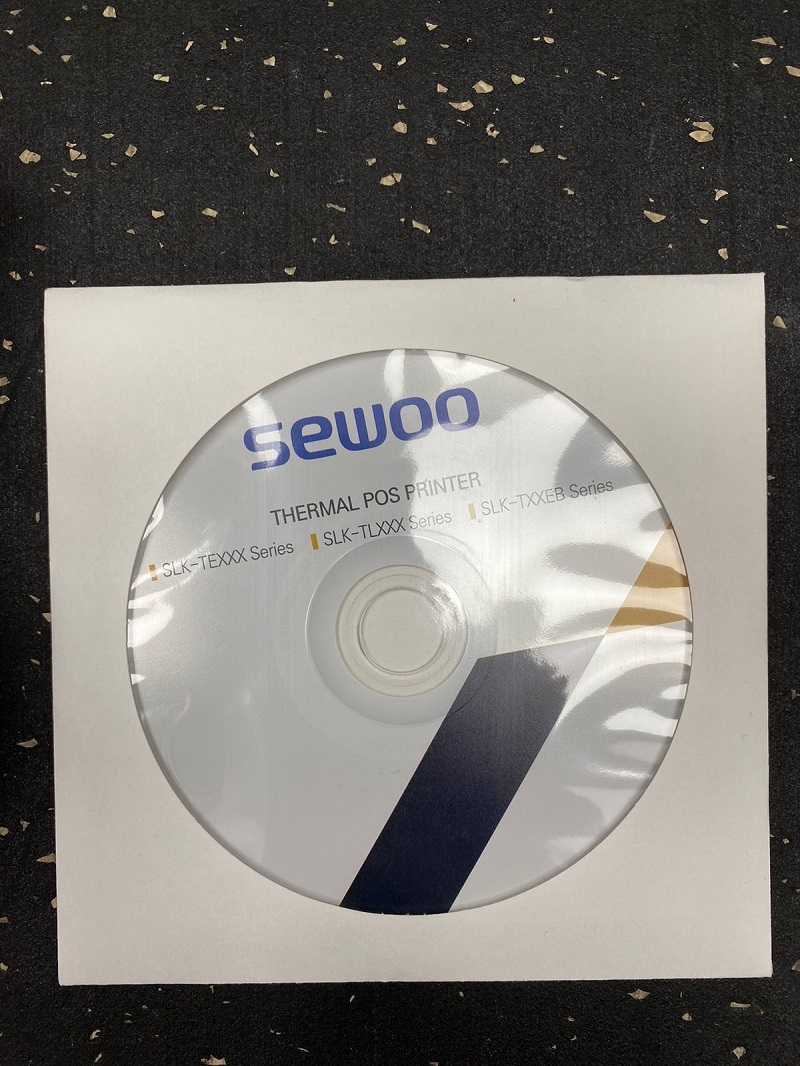 sewoo
THERMAL POS PRINTER
SLK-TEXXX Series SLK-TLXXX Series SLK-TXXEB Series